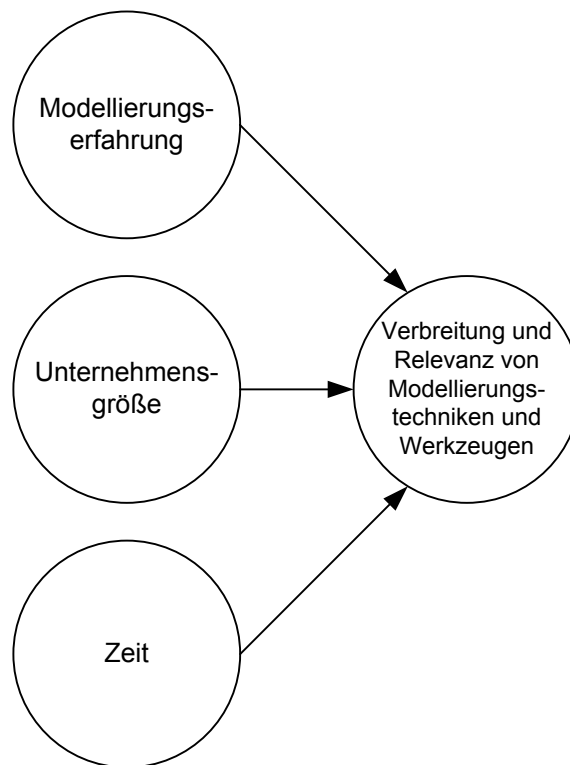 Modellierungs-
erfahrung
Unternehmens-
größe
Verbreitung und
Relevanz von
Modellierungs-
techniken und
Werkzeugen
Zeit